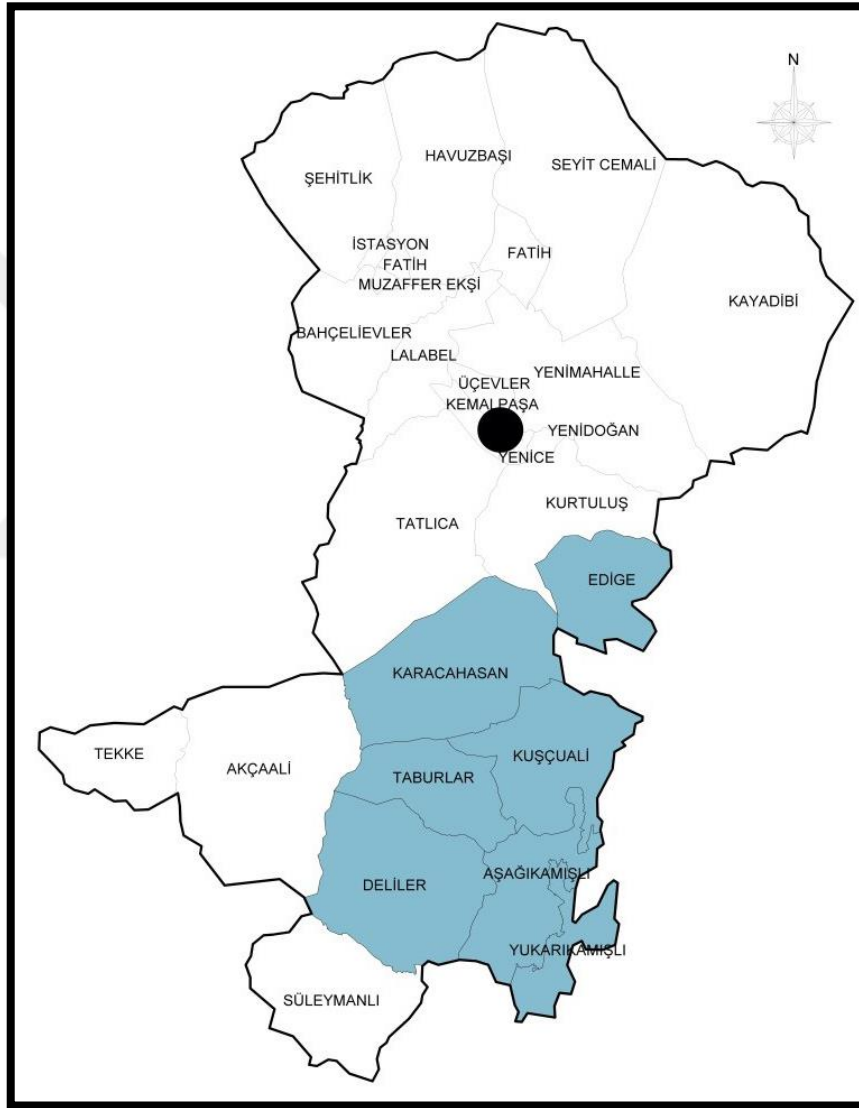 N
HAVUZBAŞI
SEYİT CEMALİ
ŞEHİTLİK
İSTASYON
FATİH
FATİH
MUZAFFER EKŞİ
KAYADİBİ
BAHÇELİEVLER
LALABEL
YENİMAHALLE
ÜÇEVLER
KEMALPAŞA
YENİDOĞAN
YENİCE
KURTULUŞ
TATLICA
EDİGE
KARACAHASAN
TEKKE
AKÇAALİ
KUŞÇUALİ
TABURLAR
AŞAĞIKAMIŞLI
DELİLER
YUKARIKAMIŞLI
SÜLEYMANLI